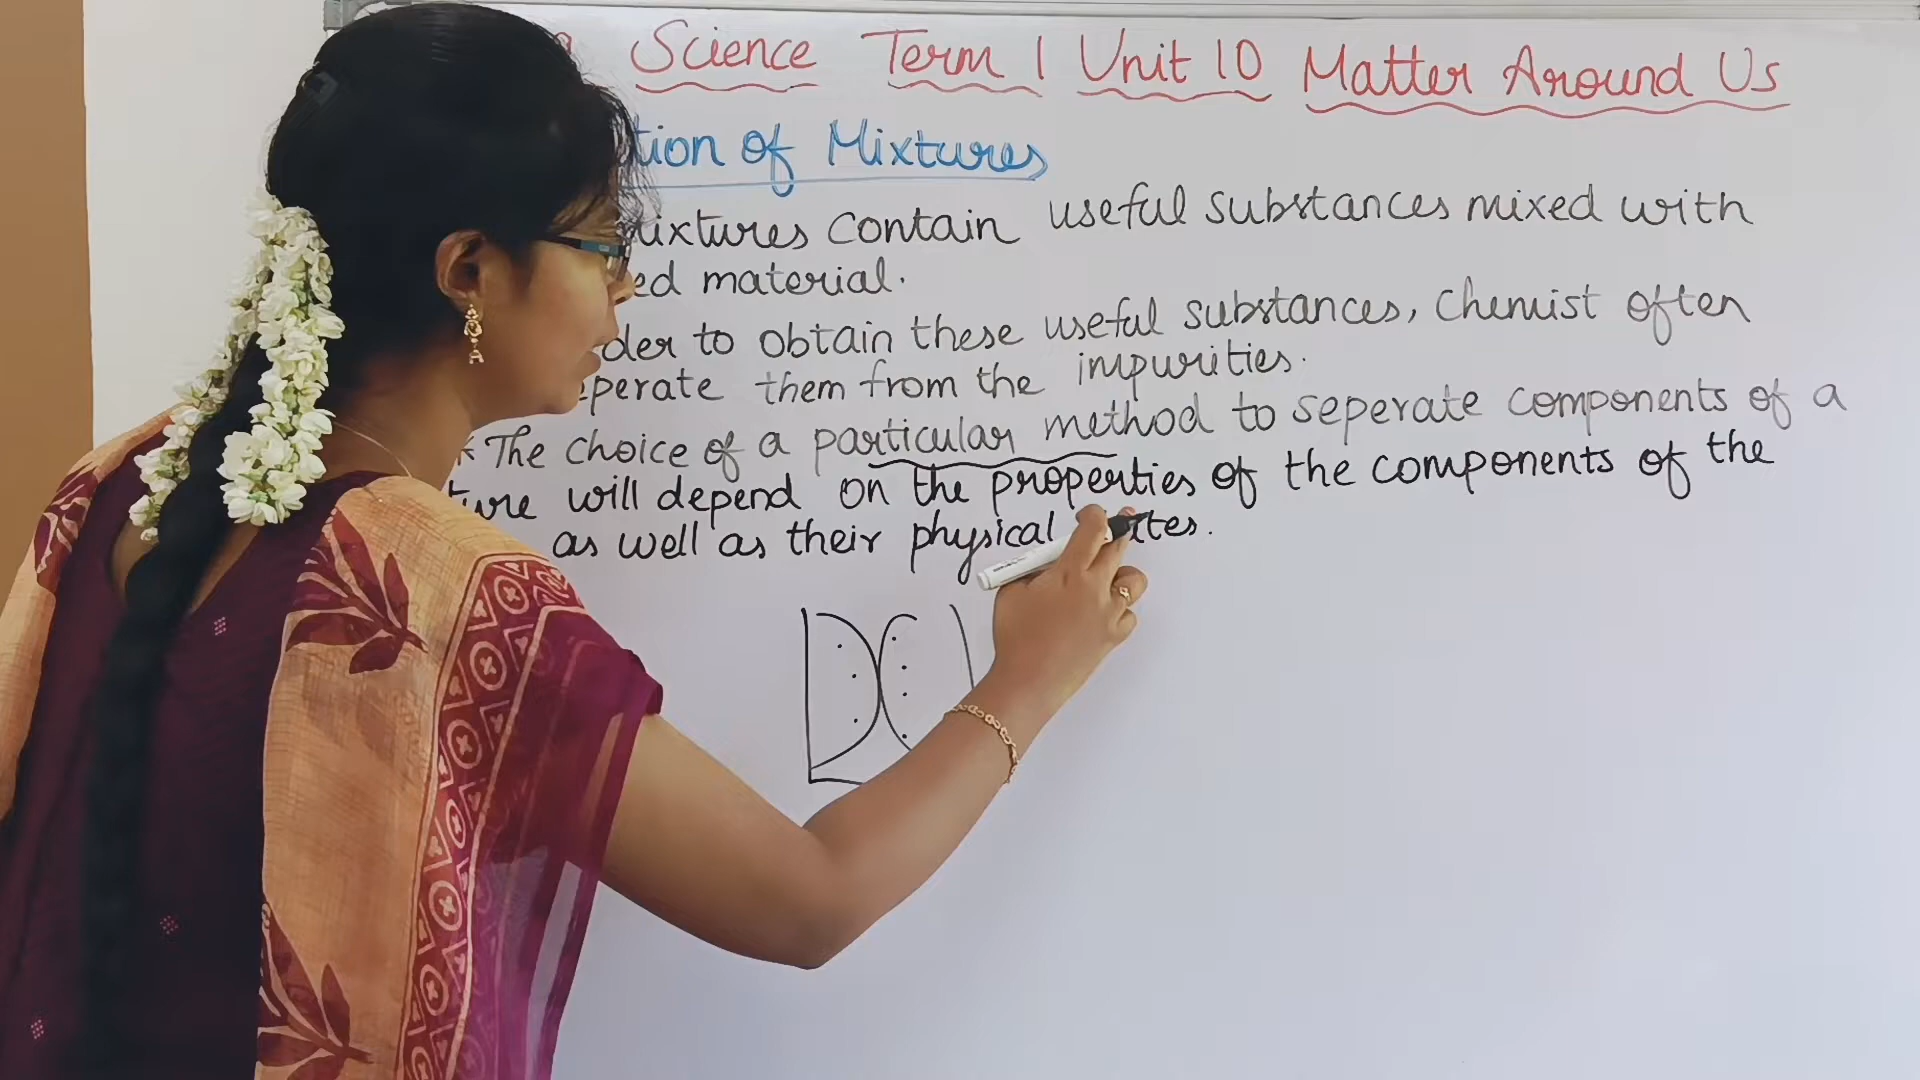 Science Term 1 Unit 10 Matter Around Us
tion of Mixtures
mixtures contain useful substances mixed with
ed material.
der to obtain these useful substances, Chemist often
eperate them from the impurities.
* The choice of a particular method to seperate components of a
ture will depend on the properties of the components of the
as well as their physical